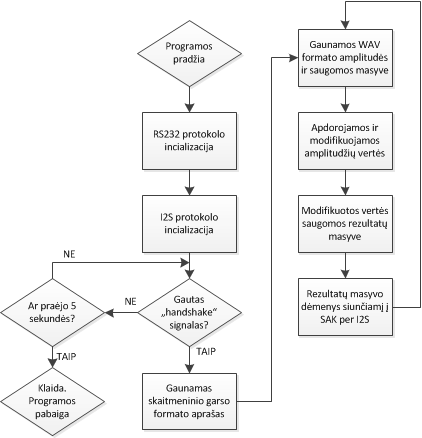 Programos
pradžia
RS232 protokolo
incializacija
I2S protokolo
incializacija
NE
Ar praėjo 5
sekundės?
NE
Gautas
„handshake“
signalas?
TAIP
TAIP
Klaida.
Programos
pabaiga
Gaunamas
skaitmeninio garso
formato aprašas
Gaunamos WAV
formato amplitudės
ir saugomos masyve
Apdorojamos ir
modifikuojamos
amplitudžių vertės
Modifikuotos vertės
saugomos rezultatų
masyve
Rezultatų masyvo
dėmenys siunčiamį į
SAK per I2S